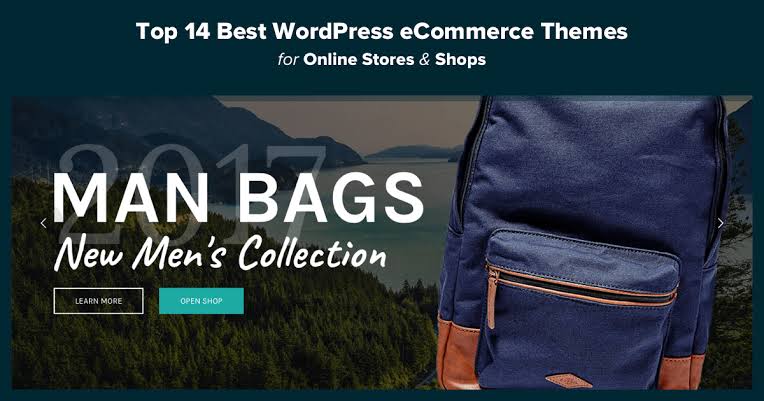 Top 14 Best WordPress eCommerce Themes
for Online Stores & Shops
2017
MAN BAGS
New Men's Collection
LEARN MORE
OPEN SHOP